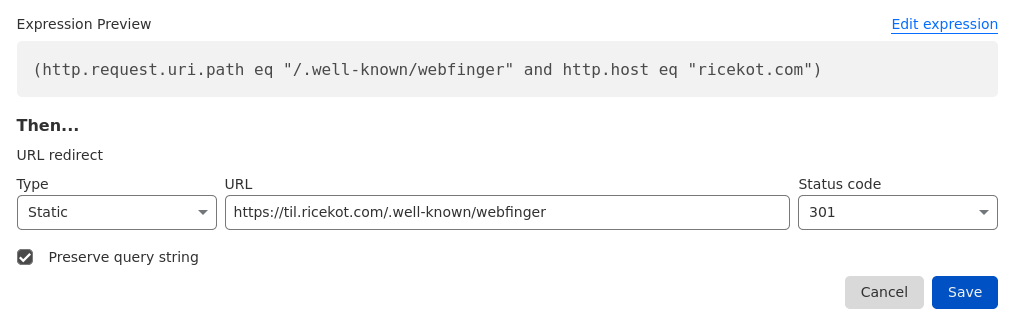 Expression Preview Edit expression
(http.request.uri.path eq "/.well-known/webfinger" and http.host eq "ricekot.com")
Then...
URL redirect
Type URL Status code
Static https://til.ricekot.com/.well-known/webfinger 301
Preserve query string
Cancel Save